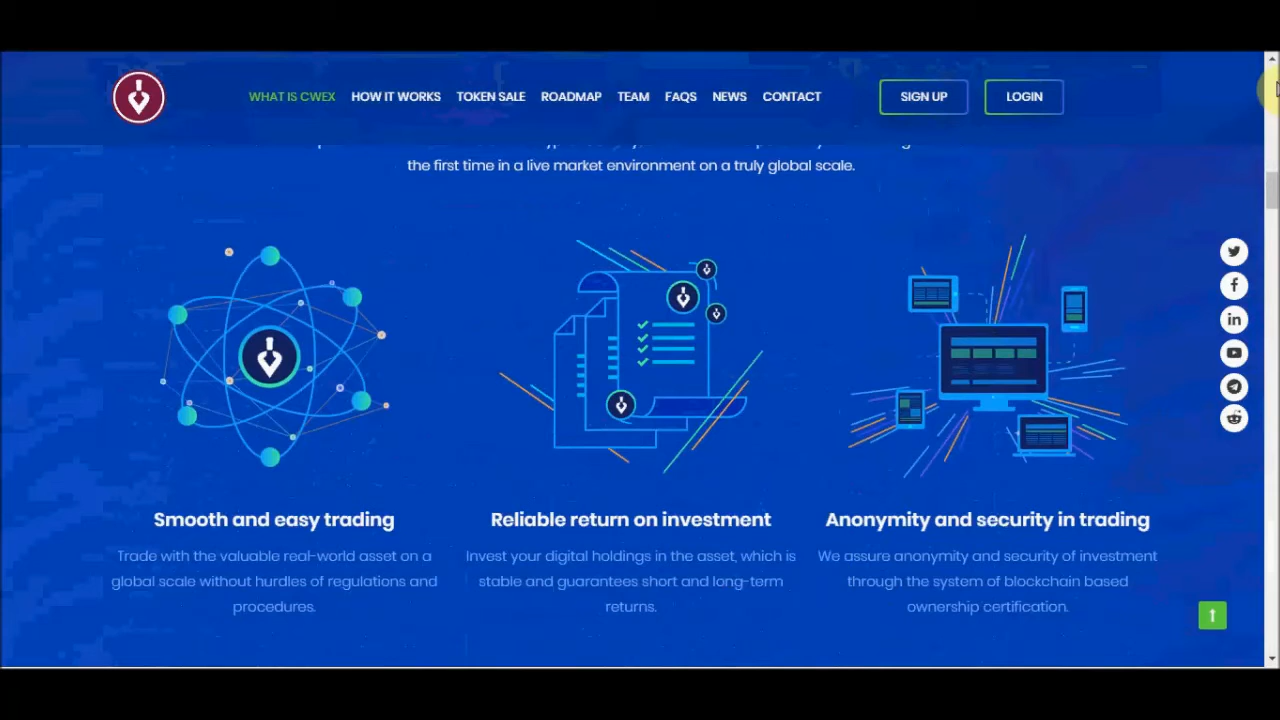 WHAT IS CWEX HOW IT WORKS TOKEN SALE ROADMAP TEAM FAQS NEWS CONTACT SIGN UP LOGIN
the first time in a live market environment on a truly global scale.
Smooth and easy trading
Trade with the valuable real-world asset on a
global scale without hurdles of regulations and
procedures.
Reliable return on investment
Invest your digital holdings in the asset, which is
stable and guarantees short and long-term
returns.
Anonymity and security in trading
We assure anonymity and security of investment
through the system of blockchain based
ownership certification.